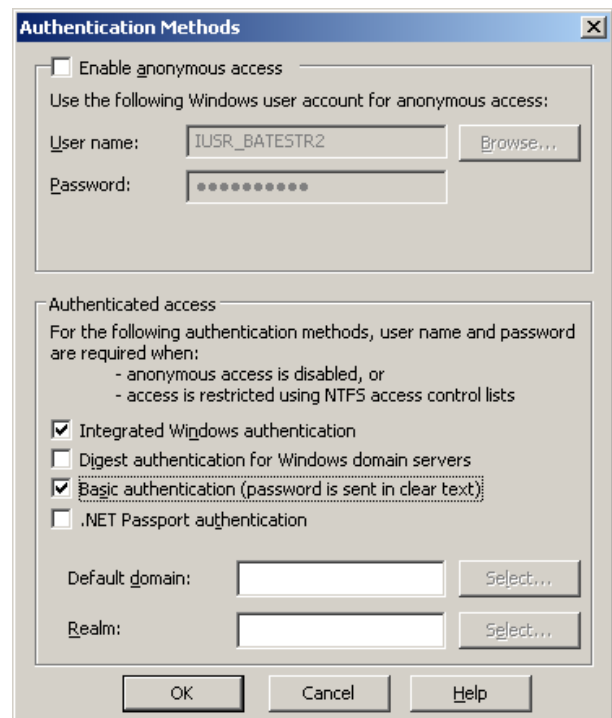 Authentication Methods
Enable anonymous access
Use the following Windows user account for anonymous access:
User name: IUSR_BATESTR2 Browse...
Password: ●●●●●●●●●●
Authenticated access
For the following authentication methods, user name and password
are required when:
- anonymous access is disabled, or
- access is restricted using NTFS access control lists
Integrated Windows authentication
Digest authentication for Windows domain servers
Basic authentication (password is sent in clear text)
.NET Passport authentication
Default domain: Select...
Realm: Select...
OK Cancel Help